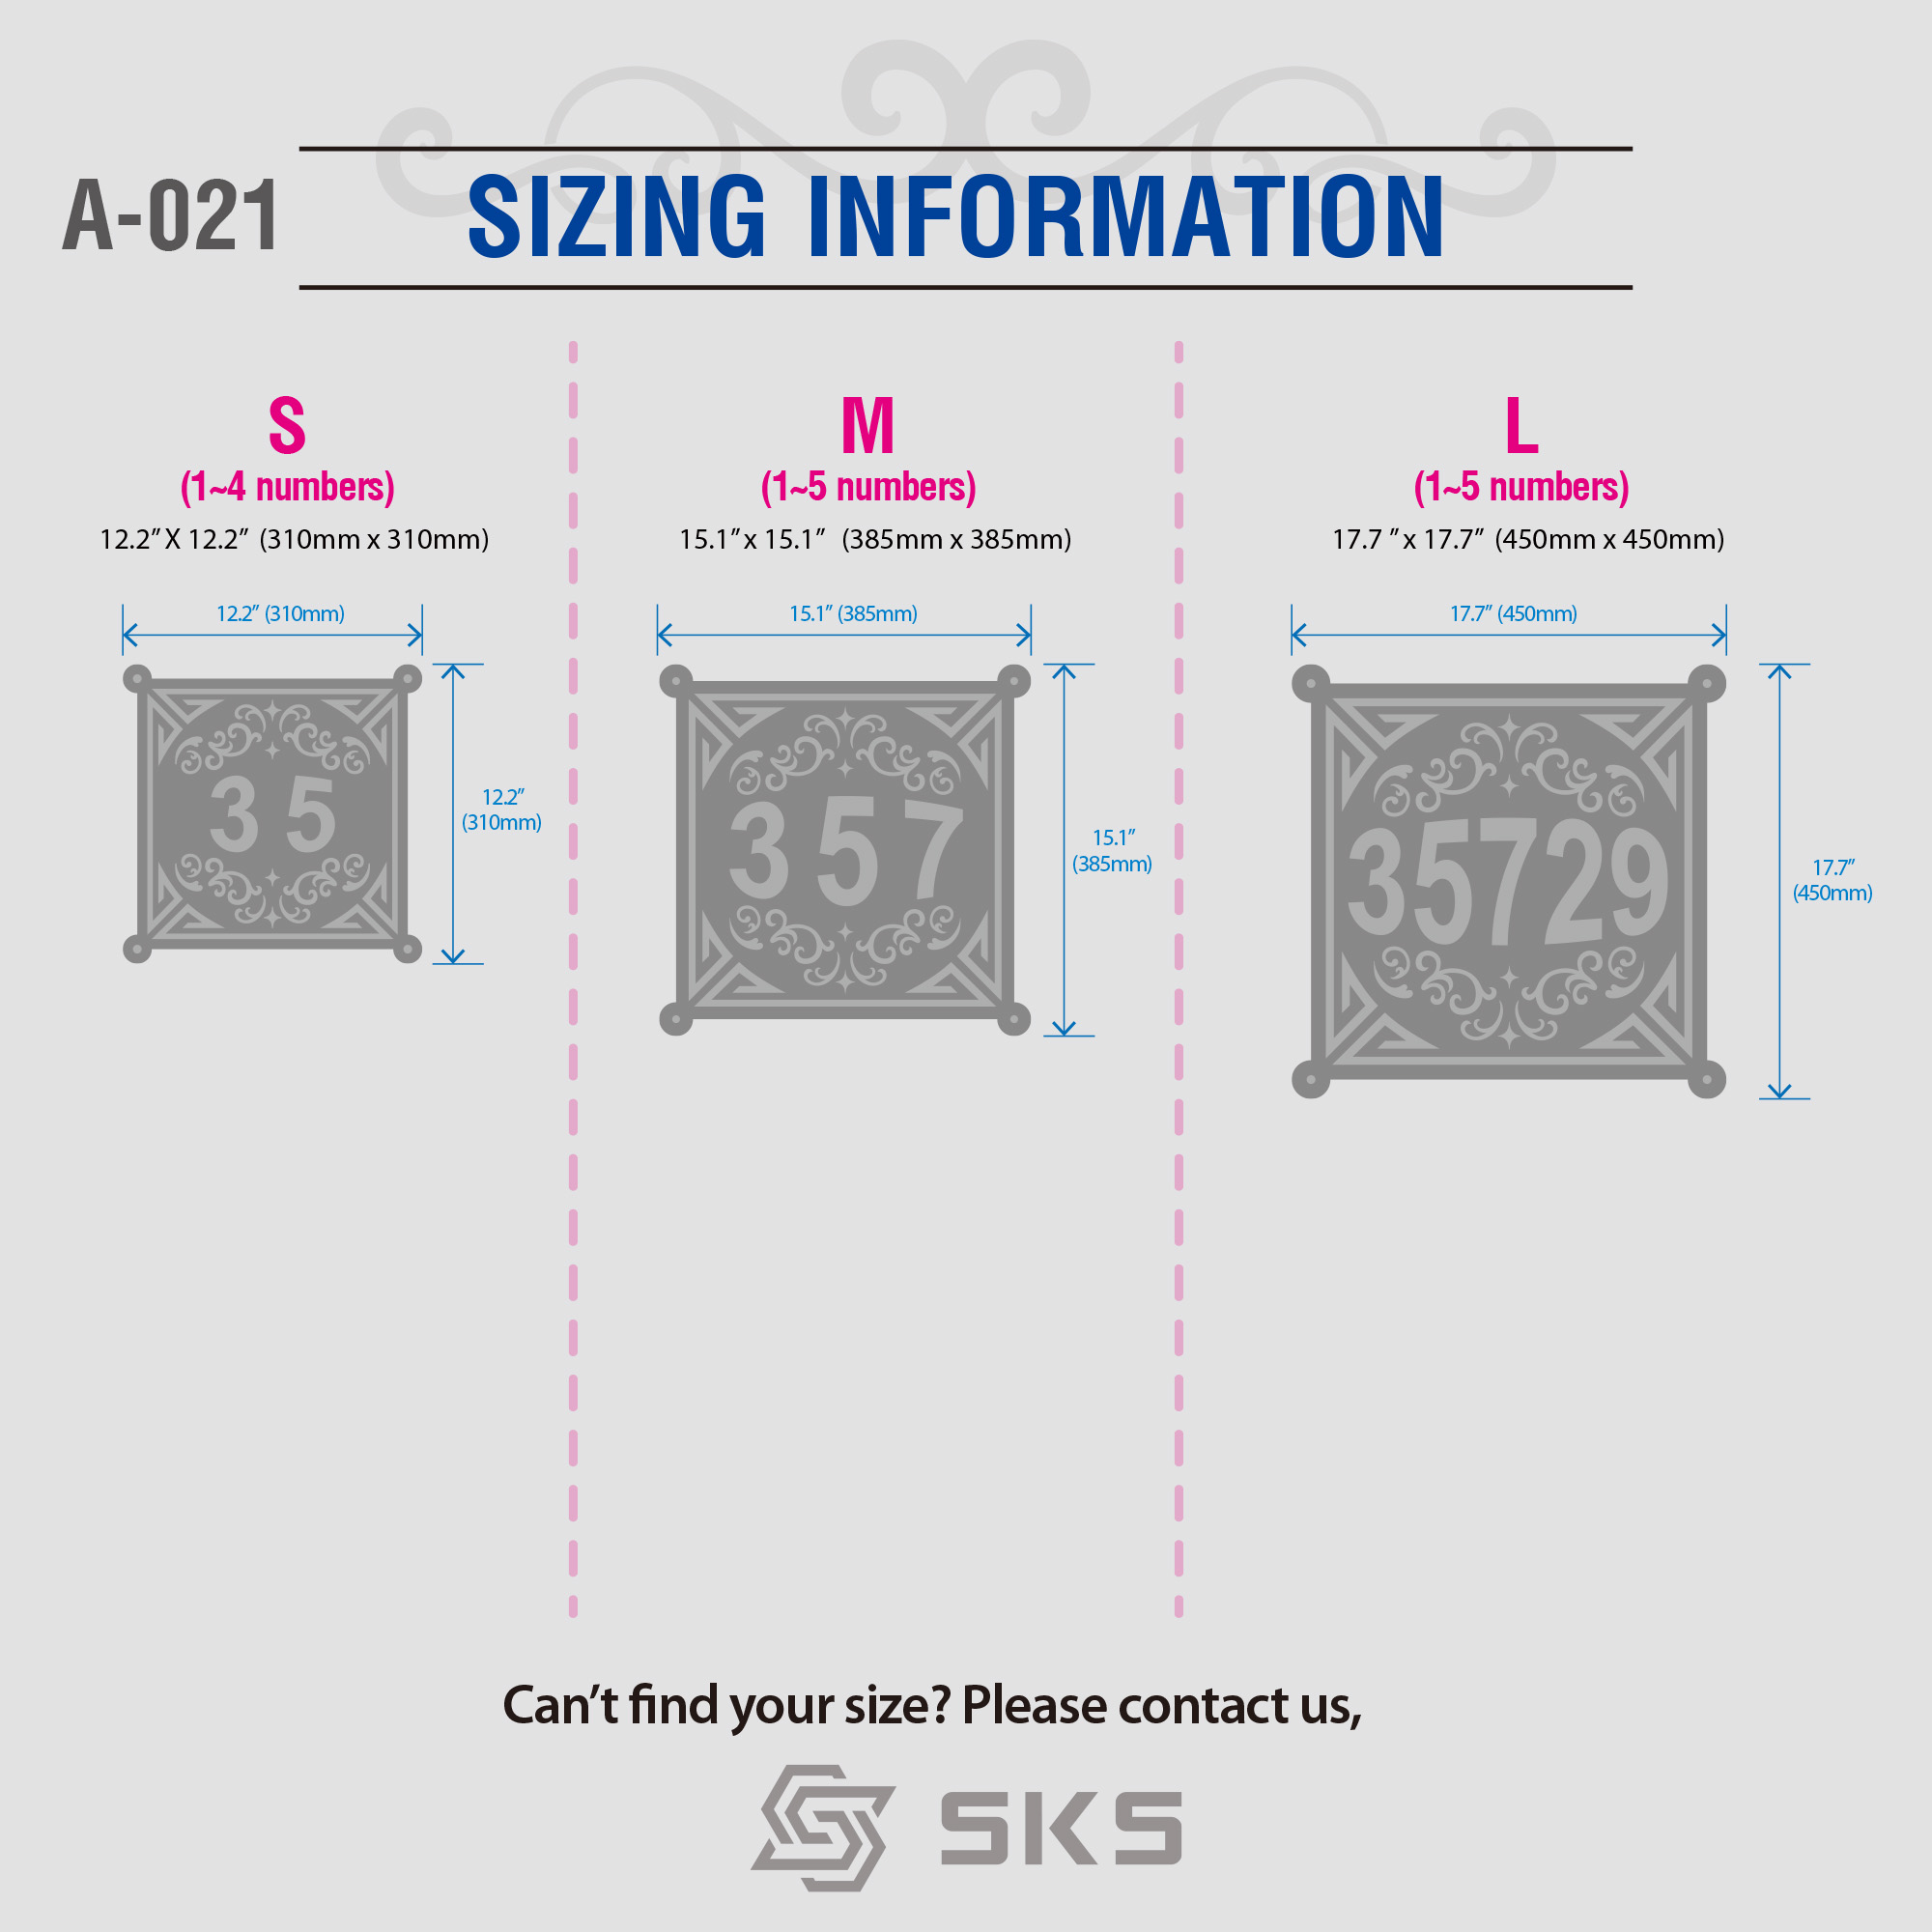 A-021
SIZING INFORMATION
S
(1~4 numbers)
12.2” X 12.2” (310mm x 310mm)
12.2” (310mm)
12.2”
(310mm)
35
M
(1~5 numbers)
15.1” x 15.1” (385mm x 385mm)
15.1” (385mm)
15.1”
(385mm)
357
L
(1~5 numbers)
17.7 ” x 17.7” (450mm x 450mm)
17.7” (450mm)
17.7”
(450mm)
35729
Can’t find your size? Please contact us,
SKS